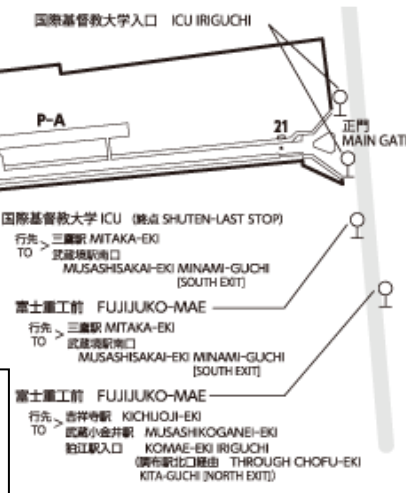 国際基督教大学入口 ICU IRIGUCHI
P-A
21
正門
MAIN GATE
国際基督教大学 ICU (終点 SHUTEN-LAST STOP)
行先 TO > 三鷹駅 MITAKA-EKI
武蔵境駅南口
MUSASHISAKAI-EKI MINAMI-GUCHI
[SOUTH EXIT]
富士重工前 FUJIJUKO-MAE
行先 TO > 三鷹駅 MITAKA-EKI
武蔵境駅南口
MUSASHISAKAI-EKI MINAMI-GUCHI
[SOUTH EXIT]
富士重工前 FUJIJUKO-MAE
行先 TO > 吉祥寺駅 KICHIJOJI-EKI
武蔵小金井駅 MUSASHIKOGANEI-EKI
狛江駅入口 KOMAE-EKI IRIGUCHI
(調布駅北口経由 THROUGH CHOFU-EKI
KITA-GUCHI [NORTH EXIT])